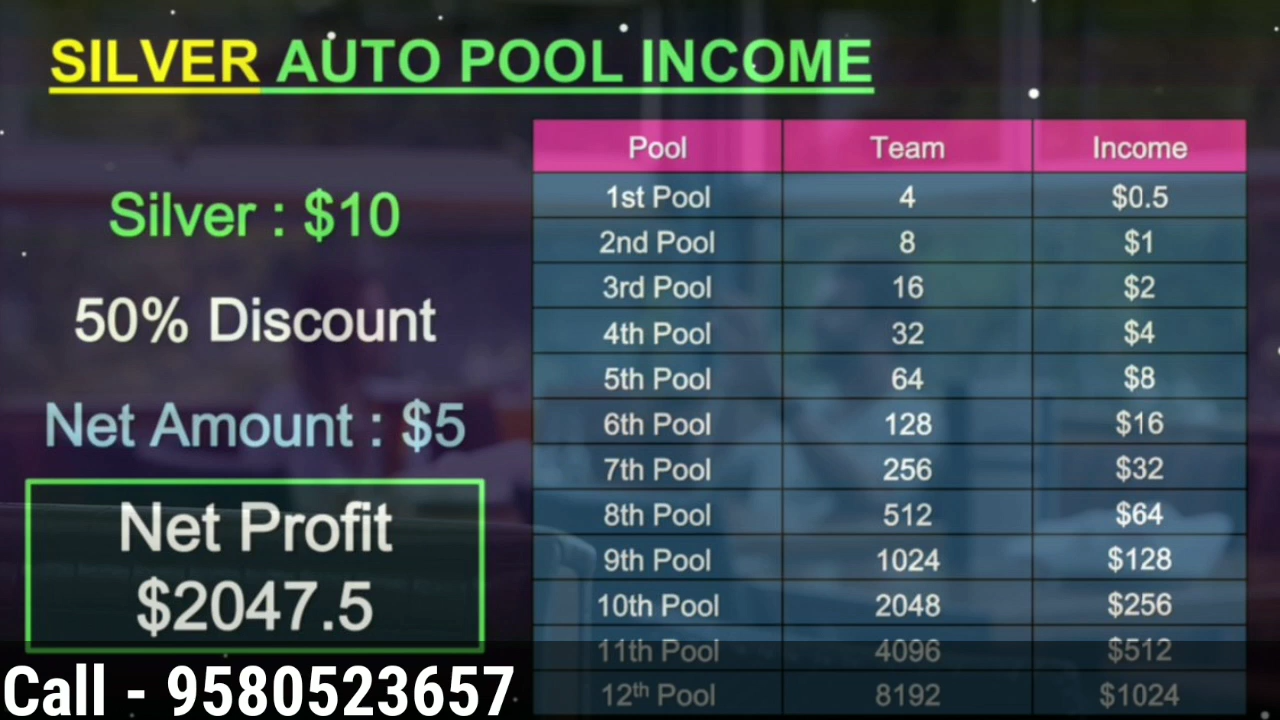 SILVER AUTO POOL INCOME
Silver : $10
50% Discount
Net Amount : $5
Net Profit
$2047.5
Call - 9580523657
Pool Team Income
1st Pool 4 $0.5
2nd Pool 8 $1
3rd Pool 16 $2
4th Pool 32 $4
5th Pool 64 $8
6th Pool 128 $16
7th Pool 256 $32
8th Pool 512 $64
9th Pool 1024 $128
10th Pool 2048 $256
11th Pool 4096 $512
12th Pool 8192 $1024